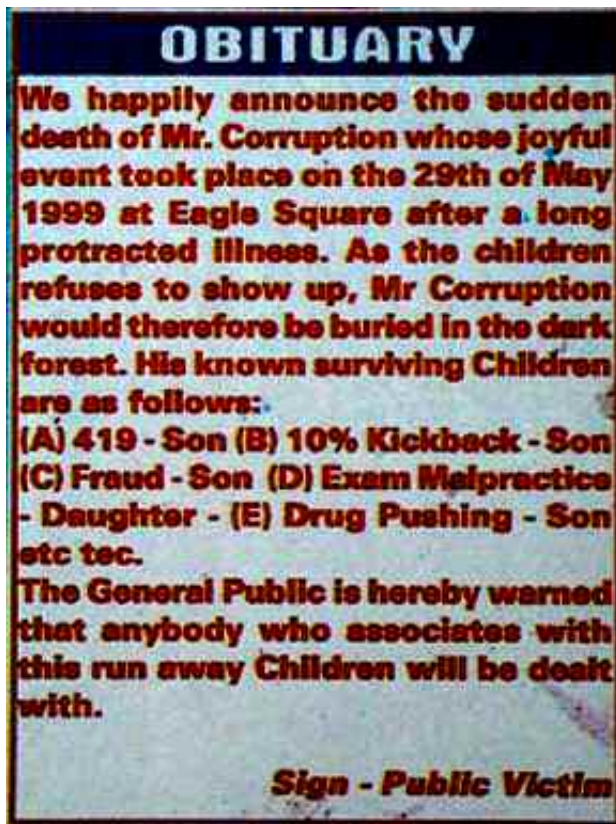 OBITUARY
We happily announce the sudden
death of Mr. Corruption whose joyful
event took place on the 29th of May
1999 at Eagle Square after a long
protracted illness. As the children
refuses to show up, Mr Corruption
would therefore be buried in the dark
forest. His known surviving Children
are as follows:
(A) 419 - Son (B) 10% Kickback - Son
(C) Fraud - Son (D) Exam Malpractice
- Daughter - (E) Drug Pushing - Son
etc tec.
The General Public is hereby warned
that anybody who associates with
this run away Children will be dealt
with.
Sign - Public Victim